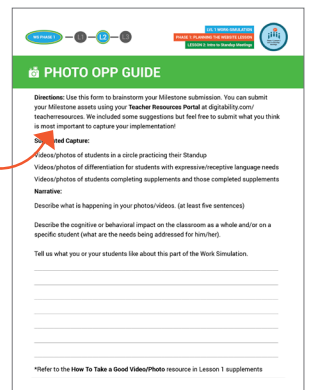 WS PHASE 1
L1
L2
L3
LVL 1 WORK SIMULATION
PHASE 1: PLANNING THE WEBSITE LESSON
LESSON 2: Intro to Standup Meetings
PHOTO OPP GUIDE
Directions: Use this form to brainstorm your Milestone submission. You can submit
your Milestone assets using your Teacher Resources Portal at digitability.com/
teacherresources. We included some suggestions but feel free to submit what you think
is most important to capture your implementation!
Suggested Capture:
Videos/photos of students in a circle practicing their Standup
Videos/photos of differentiation for students with expressive/receptive language needs
Videos/photos of students completing supplements and those completed supplements
Narrative:
Describe what is happening in your photos/videos. (at least five sentences)
Describe the cognitive or behavioral impact on the classroom as a whole and/or on a
specific student (what are the needs being addressed for him/her).
Tell us what you or your students like about this part of the Work Simulation.
*Refer to the How To Take a Good Video/Photo resource in Lesson 1 supplements